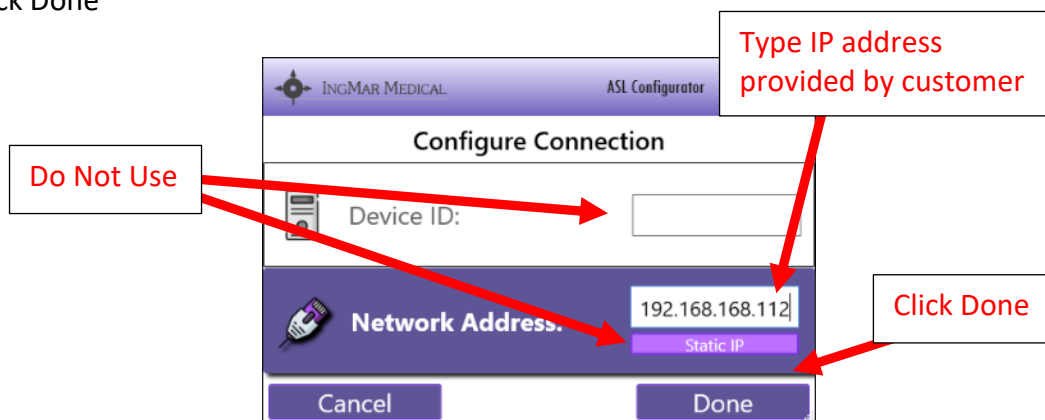 ck Done
Type IP address
provided by customer
INGMAR MEDICAL
ASL Configurator
Configure Connection
Do Not Use
Device ID:
Network Address:
192.168.168.112
Static IP
Click Done
Cancel
Done